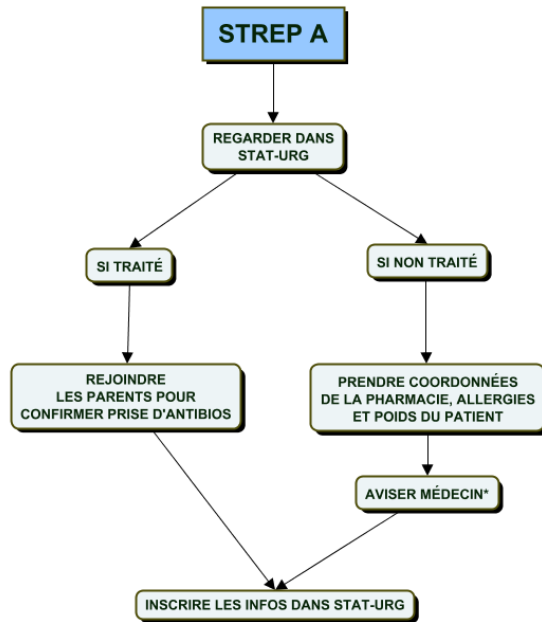 STREP A
REGARDER DANS
STAT-URG
SI TRAITÉ
SI NON TRAITÉ
REJOINDRE
LES PARENTS POUR
CONFIRMER PRISE D'ANTIBIOS
PRENDRE COORDONNÉES
DE LA PHARMACIE, ALLERGIES
ET POIDS DU PATIENT
AVISER MÉDECIN*
INSCRIRE LES INFOS DANS STAT-URG